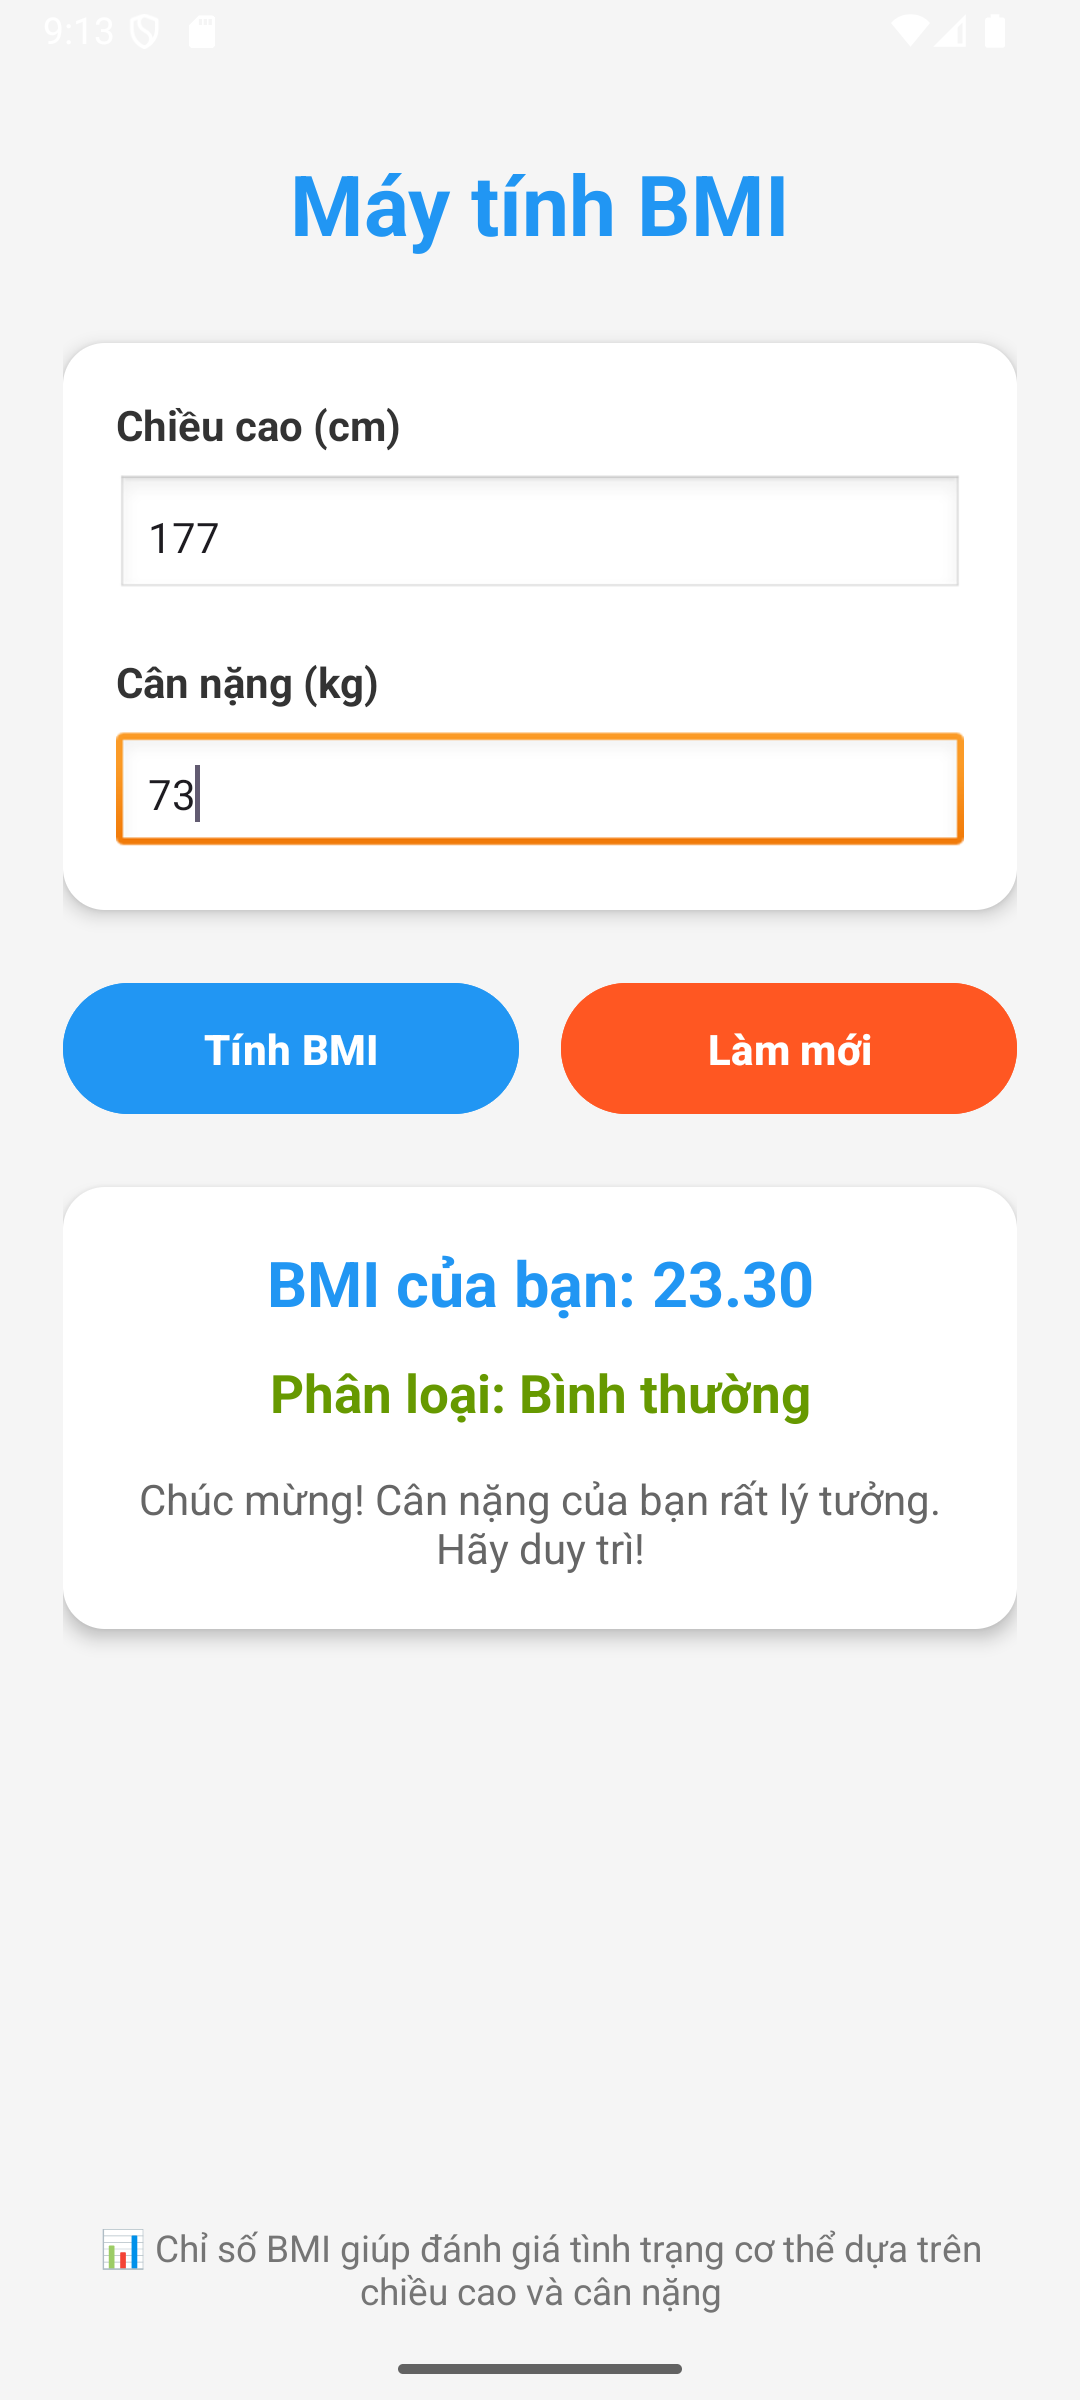 9:13
Máy tính BMI
Chiều cao (cm)
177
Cân nặng (kg)
73
Tính BMI
Làm mới
BMI của bạn: 23.30
Phân loại: Bình thường
Chúc mừng! Cân nặng của bạn rất lý tưởng.
Hãy duy trì!
📊 Chỉ số BMI giúp đánh giá tình trạng cơ thể dựa trên
chiều cao và cân nặng